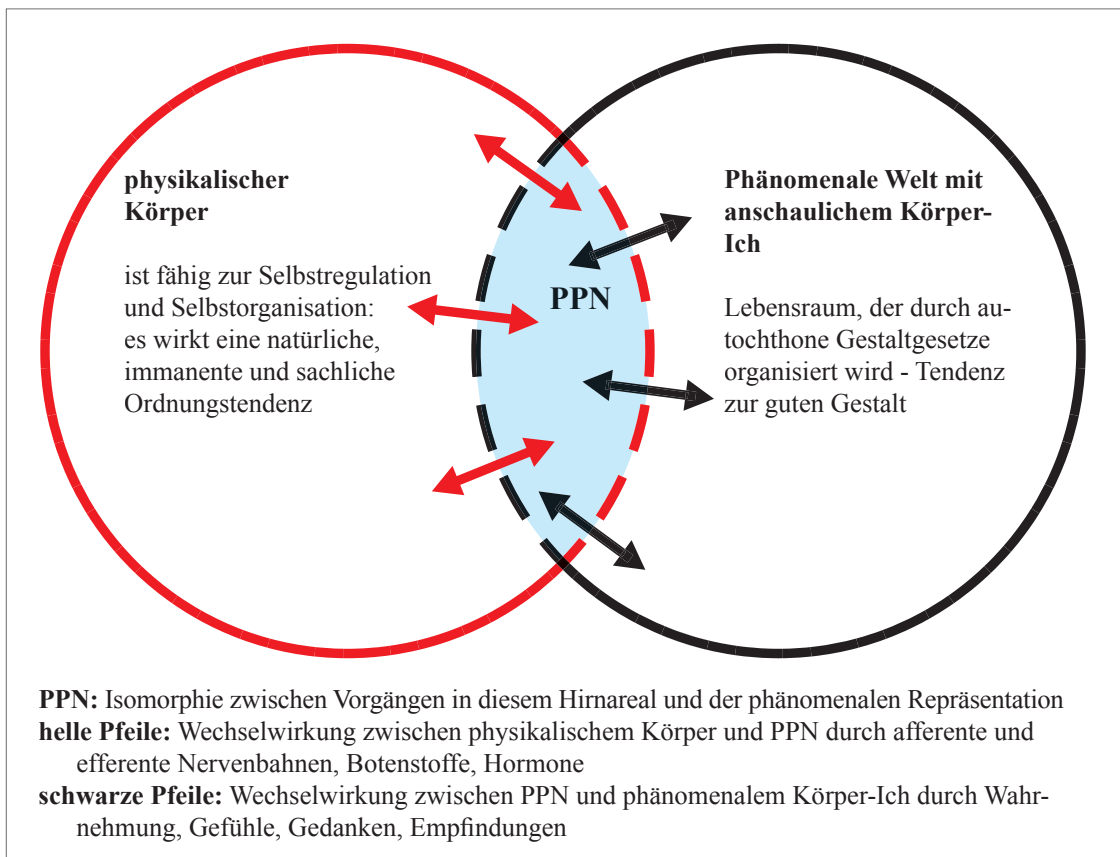 physikalischer
Körper
ist fähig zur Selbstregulation
und Selbstorganisation:
es wirkt eine natürliche,
immanente und sachliche
Ordnungstendenz
PPN
Phänomenale Welt mit
anschaulichem Körper-
Ich
Lebensraum, der durch au-
tochthone Gestaltgesetze
organisiert wird - Tendenz
zur guten Gestalt
PPN: Isomorphie zwischen Vorgängen in diesem Hirnareal und der phänomenalen Repräsentation
helle Pfeile: Wechselwirkung zwischen physikalischem Körper und PPN durch afferente und
efferente Nervenbahnen, Botenstoffe, Hormone
schwarze Pfeile: Wechselwirkung zwischen PPN und phänomenalem Körper-Ich durch Wahr-
nehmung, Gefühle, Gedanken, Empfindungen